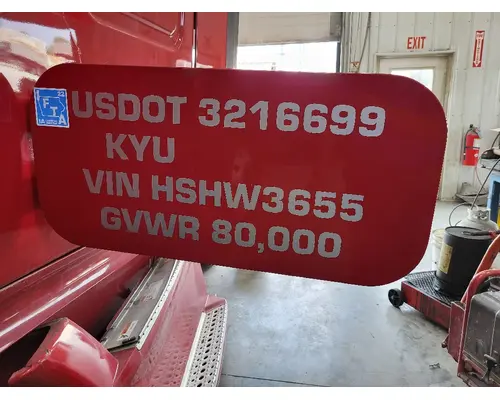 EXIT
USDOT 3216699
KYU
VIN HSHW3655
GVWR 80,000